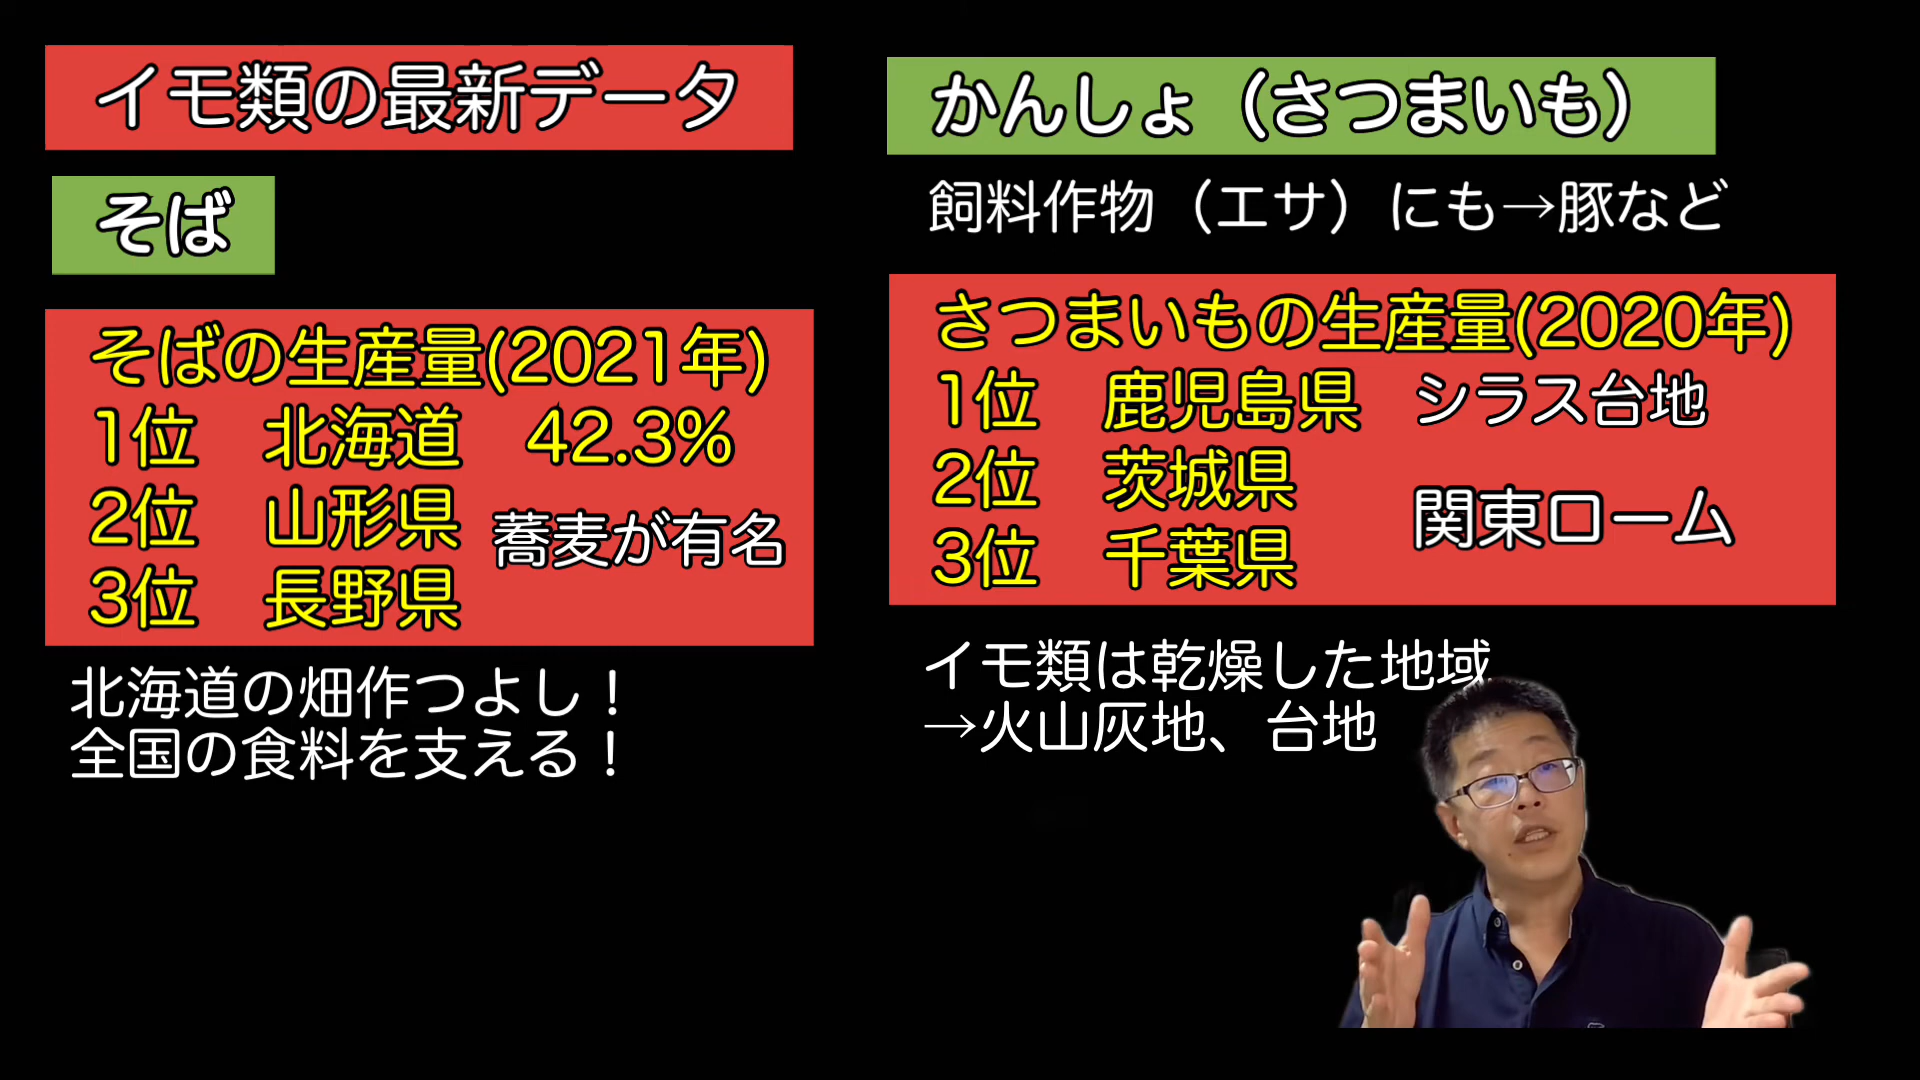 イモ類の最新データ
そば
そばの生産量(2021年)
1位　北海道　42.3%
2位　山形県
3位　長野県
蕎麦が有名
北海道の畑作つよし！
全国の食料を支える！
かんしょ（さつまいも）
飼料作物（エサ）にも→豚など
さつまいもの生産量(2020年)
1位　鹿児島県　シラス台地
2位　茨城県
3位　千葉県
関東ローム
イモ類は乾燥した地域
→火山灰地、台地